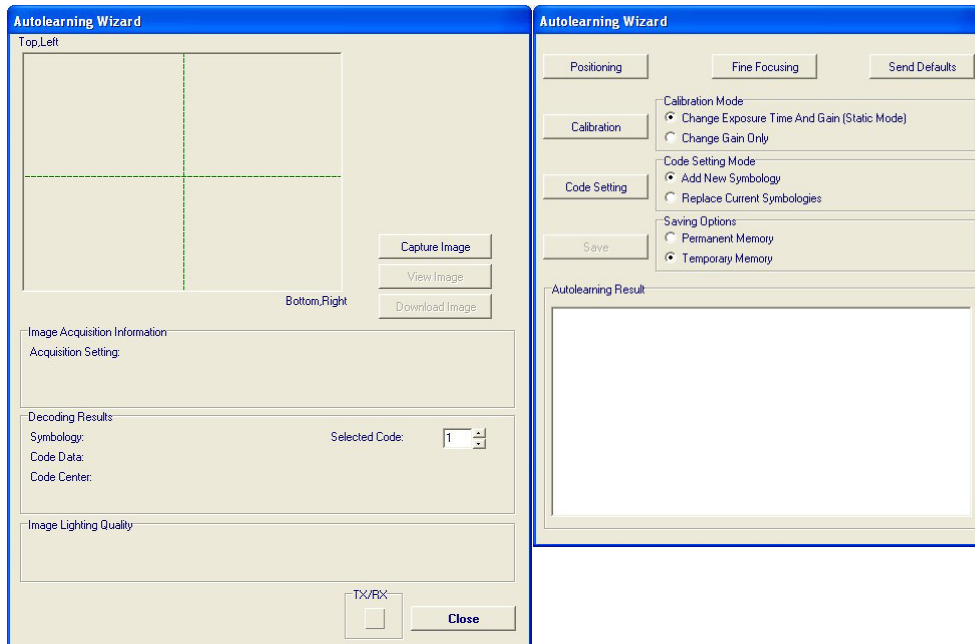 Autolearning Wizard
Top,Left
Capture Image
View Image
Bottom,Right
Download Image
Image Acquisition Information
Acquisition Setting:
Decoding Results
Symbology:
Selected Code:
1
Code Data:
Code Center:
Image Lighting Quality
TX/RX
Close
Autolearning Wizard
Positioning
Fine Focusing
Send Defaults
Calibration
Calibration Mode
Change Exposure Time And Gain (Static Mode)
Change Gain Only
Code Setting
Code Setting Mode
Add New Symbology
Replace Current Symbologies
Save
Saving Options
Permanent Memory
Temporary Memory
Autolearning Result